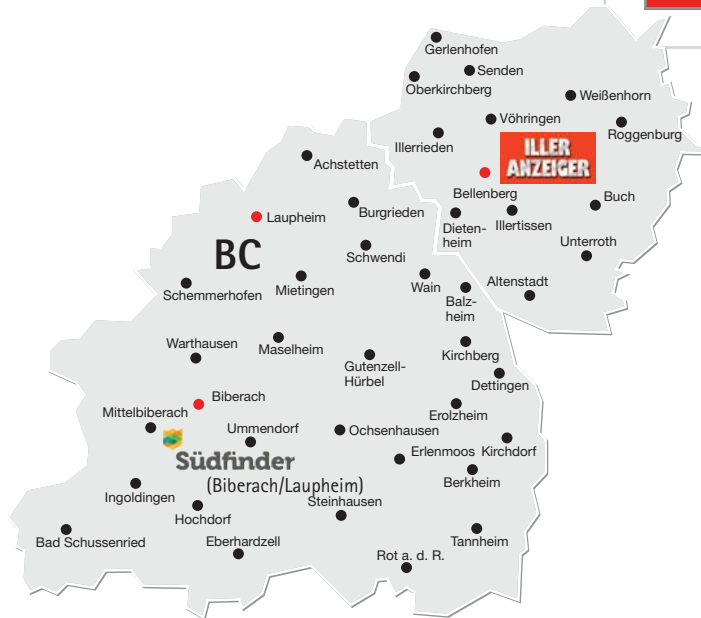 Gerlenhofen
Senden
Oberkirchberg
Weißenhorn
Vöhringen
Roggenburg
Illerrieden
ILLER
ANZEIGER
Achstetten
Bellenberg
Burgrieden
Buch
Laupheim
Dieten-
heim
Illertissen
Unterroth
BC
Schwendi
Altenstadt
Schemmerhofen
Mietingen
Wain
Balz-
heim
Warthausen
Maselheim
Kirchberg
Gutenzell-
Hürbel
Dettingen
Biberach
Mittelbiberach
Erolzheim
Ummendorf
Ochsenhausen
Erlenmoos
Kirchdorf
Südfinder
(Biberach/Laupheim)
Berkheim
Ingoldingen
Steinhausen
Hochdorf
Bad Schussenried
Eberhardzell
Tannheim
Rot a. d. R.